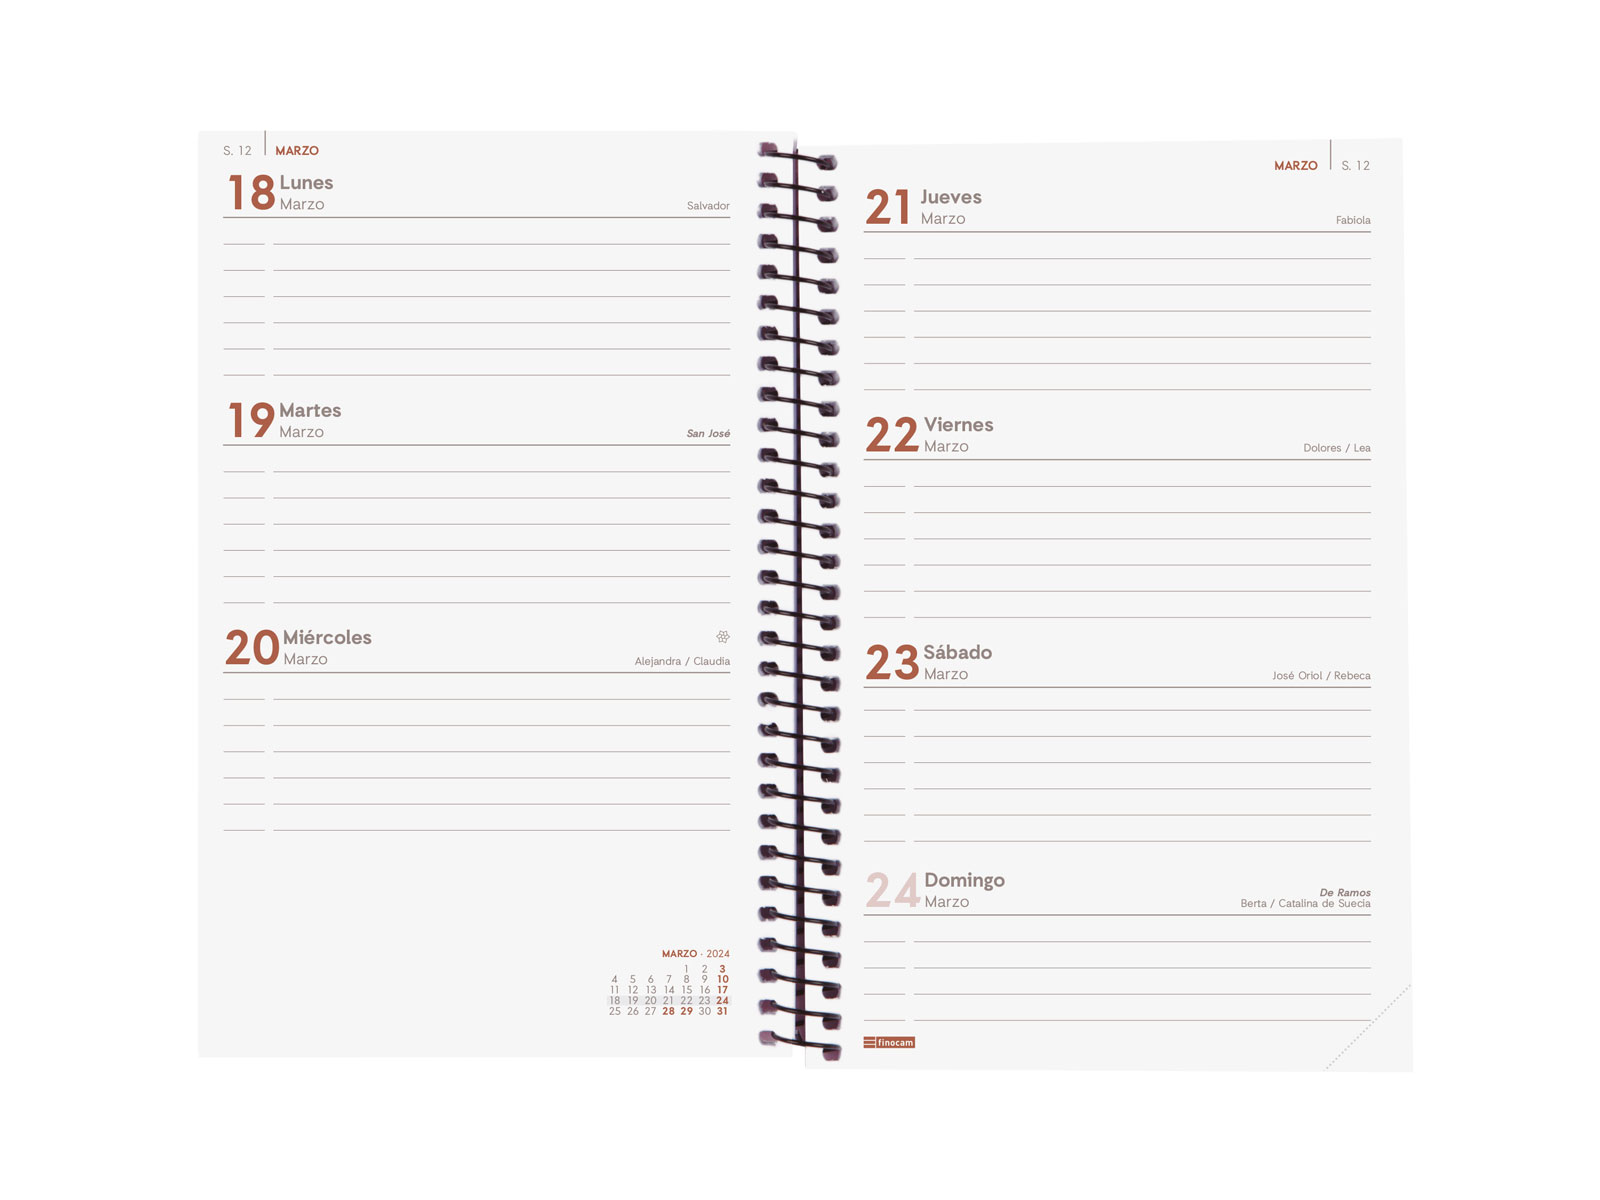 S. 12 MARZO
18 Lunes
Marzo
Salvador
19 Martes
Marzo
San José
20 Miércoles
Marzo
Alejandra / Claudia
MARZO · 2024
1 2 3
4 5 6 7 8 9 10
11 12 13 14 15 16 17
18 19 20 21 22 23 24
25 26 27 28 29 30 31
MARZO S. 12
21 Jueves
Marzo
Fabiola
22 Viernes
Marzo
Dolores / Lea
23 Sábado
Marzo
José Oriol / Rebeca
24 Domingo
Marzo
De Ramos
Berta / Catalina de Suecia
finocam